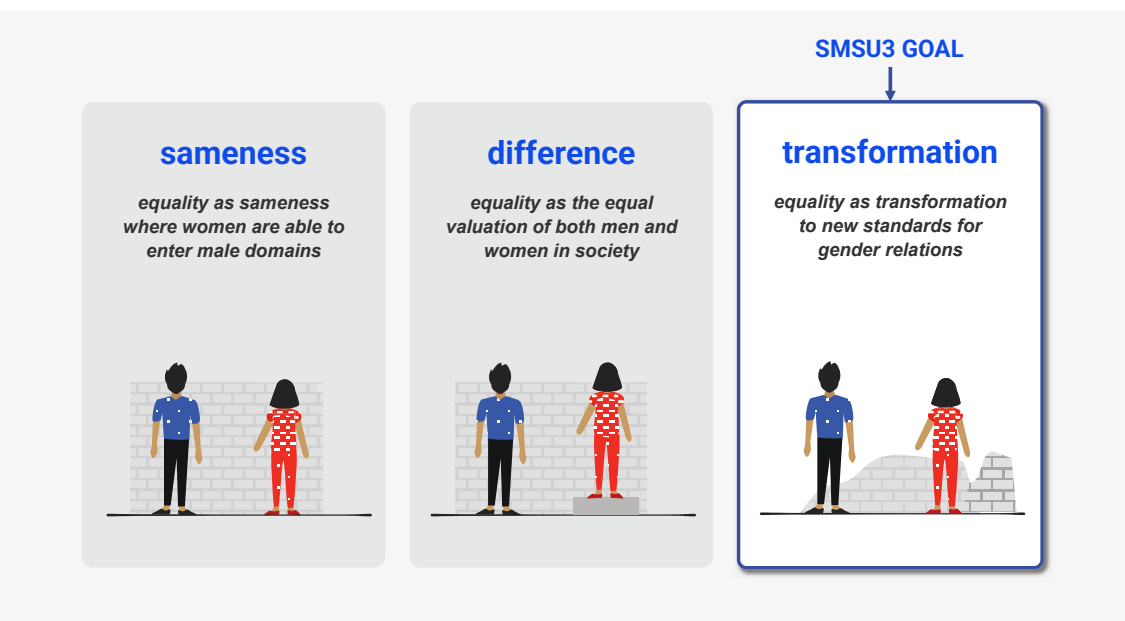 SMSU3 GOAL
sameness
equality as sameness
where women are able to
enter male domains
difference
equality as the equal
valuation of both men and
women in society
transformation
equality as transformation
to new standards for
gender relations